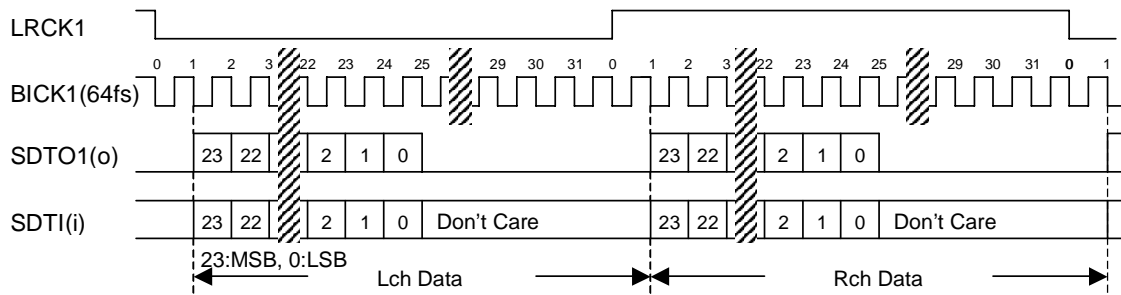 LRCK1
0 1 2 3 22 23 24 25 29 30 31 0 1 2 3 22 23 24 25 29 30 31 0 1
BICK1(64fs)
SDTO1(o) 23 22 2 1 0 23 22 2 1 0
SDTI(i) 23 22 2 1 0 Don't Care 23 22 2 1 0 Don't Care
23:MSB, 0:LSB
Lch Data Rch Data